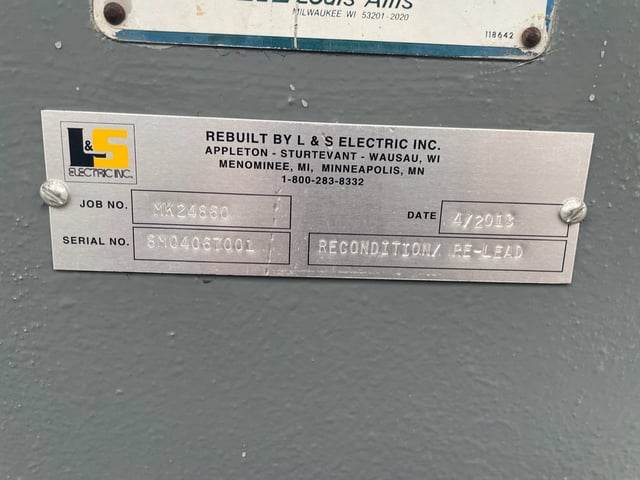 Louis Allis
MILWAUKEE WI 53201-2020
118642
L&S
ELECTRIC INC.
REBUILT BY L & S ELECTRIC INC.
APPLETON - STURTEVANT - WAUSAU, WI
MENOMINEE, MI, MINNEAPOLIS, MN
1-800-283-8332
JOB NO. MK24860
DATE 4/2013
SERIAL NO. 8M04067001
RECONDITION/ RE-LEAD